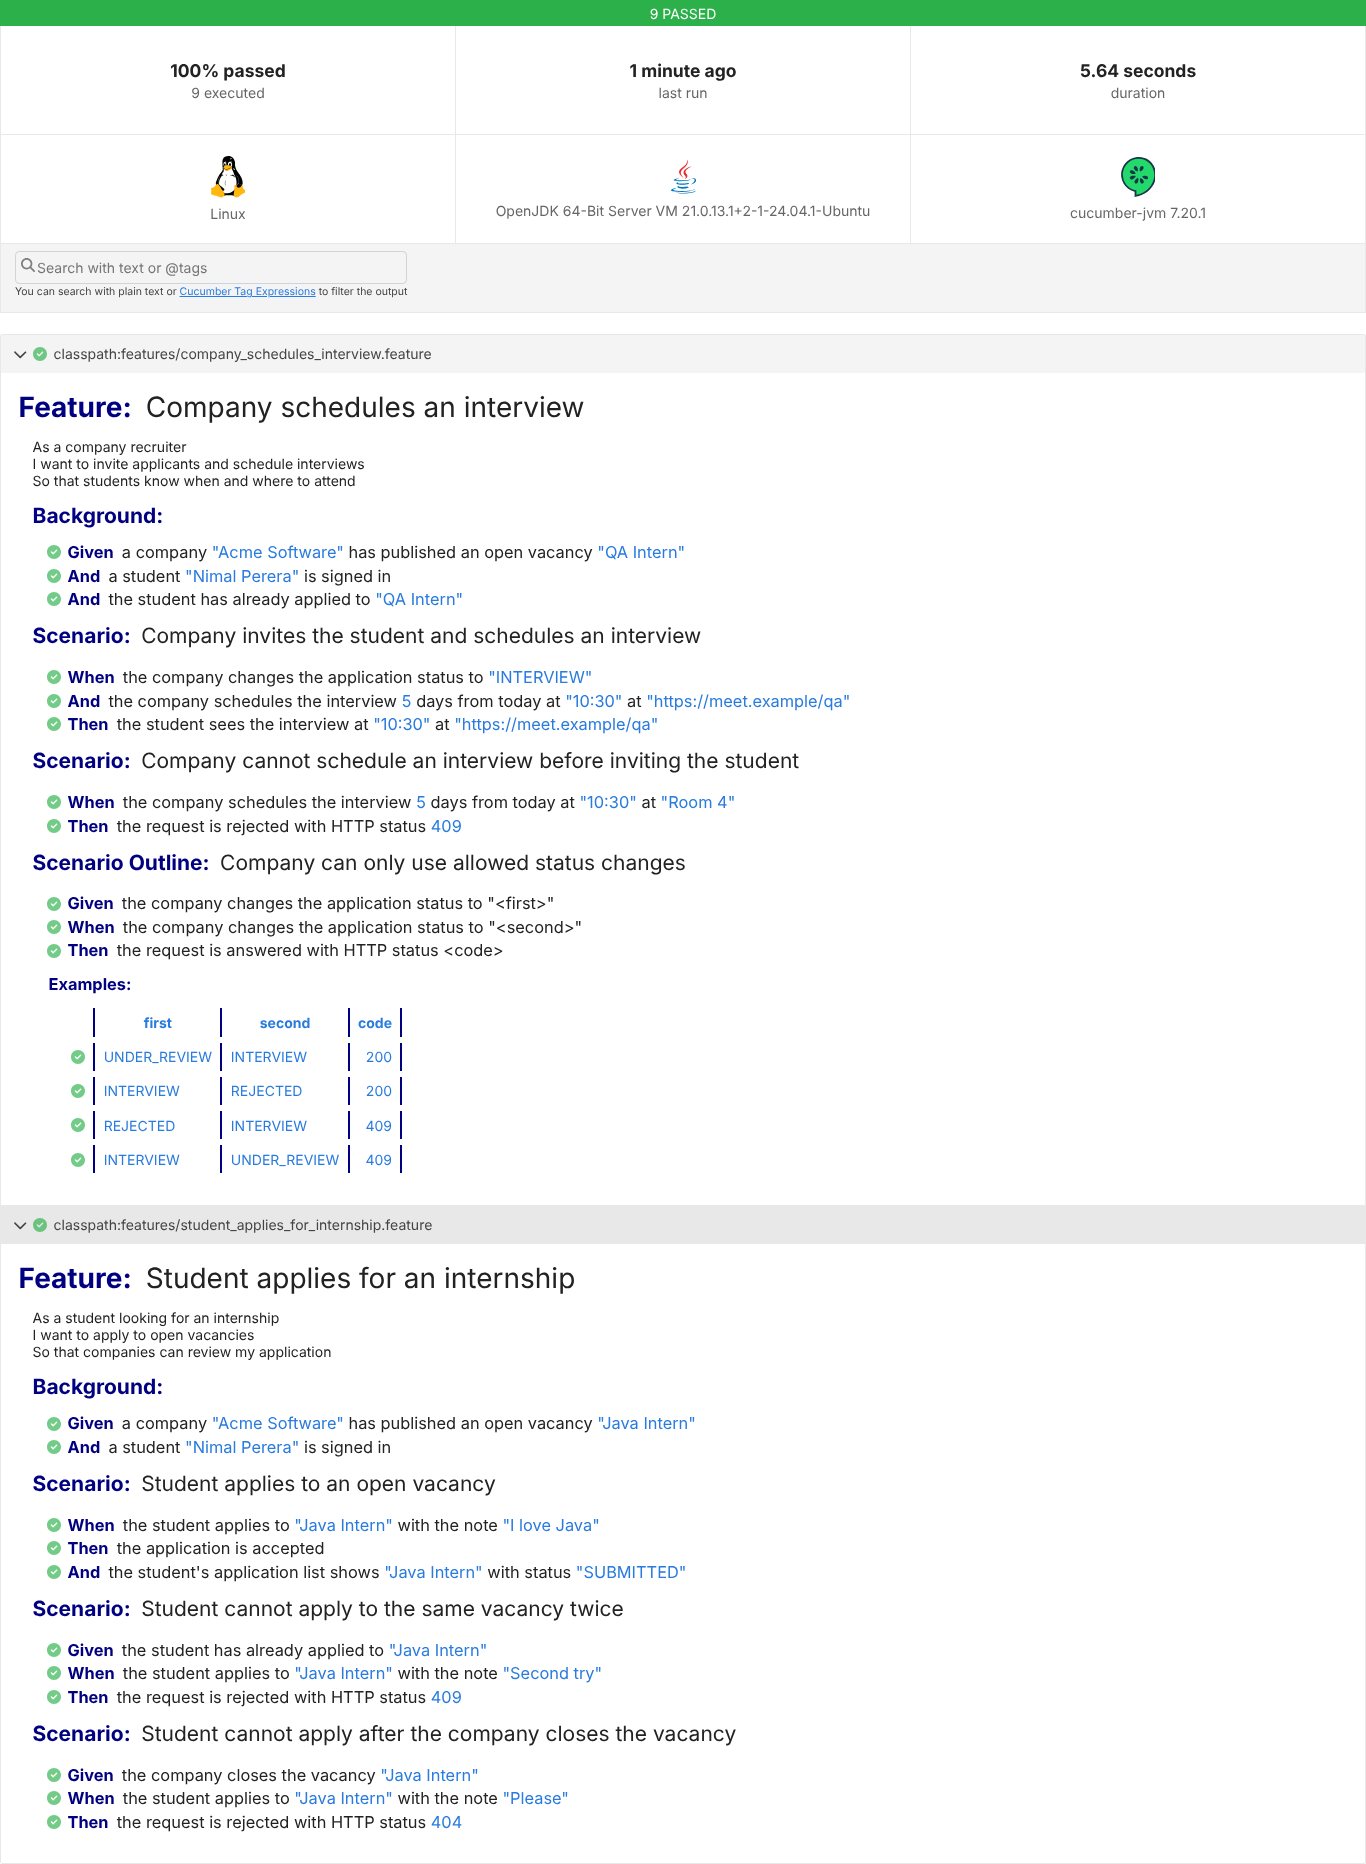 9 PASSED
100% passed
9 executed
1 minute ago
last run
5.64 seconds
duration
Linux
OpenJDK 64-Bit Server VM 21.0.13.1+2-1-24.04.1-Ubuntu
cucumber-jvm 7.20.1
Search with text or @tags
You can search with plain text or Cucumber Tag Expressions to filter the output
classpath:features/company_schedules_interview.feature
Feature: Company schedules an interview
As a company recruiter
I want to invite applicants and schedule interviews
So that students know when and where to attend
Background:
Given a company "Acme Software" has published an open vacancy "QA Intern"
And a student "Nimal Perera" is signed in
And the student has already applied to "QA Intern"
Scenario: Company invites the student and schedules an interview
When the company changes the application status to "INTERVIEW"
And the company schedules the interview 5 days from today at "10:30" at "https://meet.example/qa"
Then the student sees the interview at "10:30" at "https://meet.example/qa"
Scenario: Company cannot schedule an interview before inviting the student
When the company schedules the interview 5 days from today at "10:30" at "Room 4"
Then the request is rejected with HTTP status 409
Scenario Outline: Company can only use allowed status changes
Given the company changes the application status to "<first>"
When the company changes the application status to "<second>"
Then the request is answered with HTTP status <code>
Examples:
first second code
UNDER_REVIEW INTERVIEW 200
INTERVIEW REJECTED 200
REJECTED INTERVIEW 409
INTERVIEW UNDER_REVIEW 409
classpath:features/student_applies_for_internship.feature
Feature: Student applies for an internship
As a student looking for an internship
I want to apply to open vacancies
So that companies can review my application
Background:
Given a company "Acme Software" has published an open vacancy "Java Intern"
And a student "Nimal Perera" is signed in
Scenario: Student applies to an open vacancy
When the student applies to "Java Intern" with the note "I love Java"
Then the application is accepted
And the student's application list shows "Java Intern" with status "SUBMITTED"
Scenario: Student cannot apply to the same vacancy twice
Given the student has already applied to "Java Intern"
When the student applies to "Java Intern" with the note "Second try"
Then the request is rejected with HTTP status 409
Scenario: Student cannot apply after the company closes the vacancy
Given the company closes the vacancy "Java Intern"
When the student applies to "Java Intern" with the note "Please"
Then the request is rejected with HTTP status 404